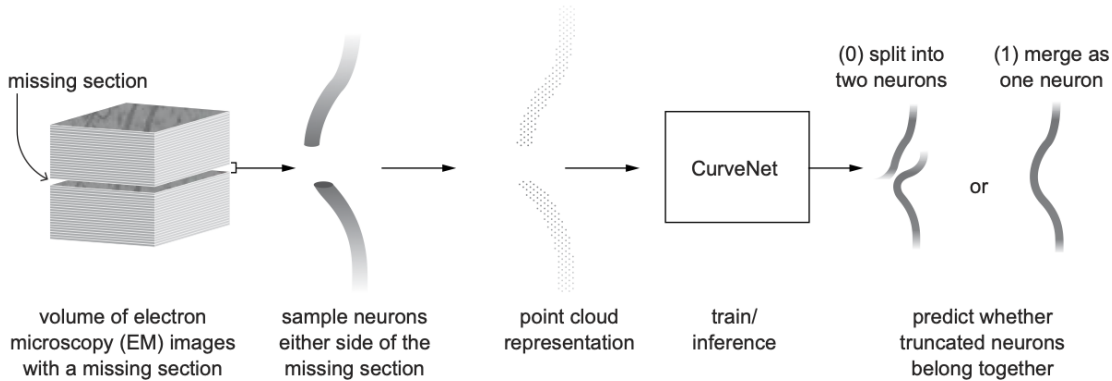 missing section
(0) split into
two neurons
(1) merge as
one neuron
CurveNet
or
volume of electron
microscopy (EM) images
with a missing section
sample neurons
either side of the
missing section
point cloud
representation
train/
inference
predict whether
truncated neurons
belong together